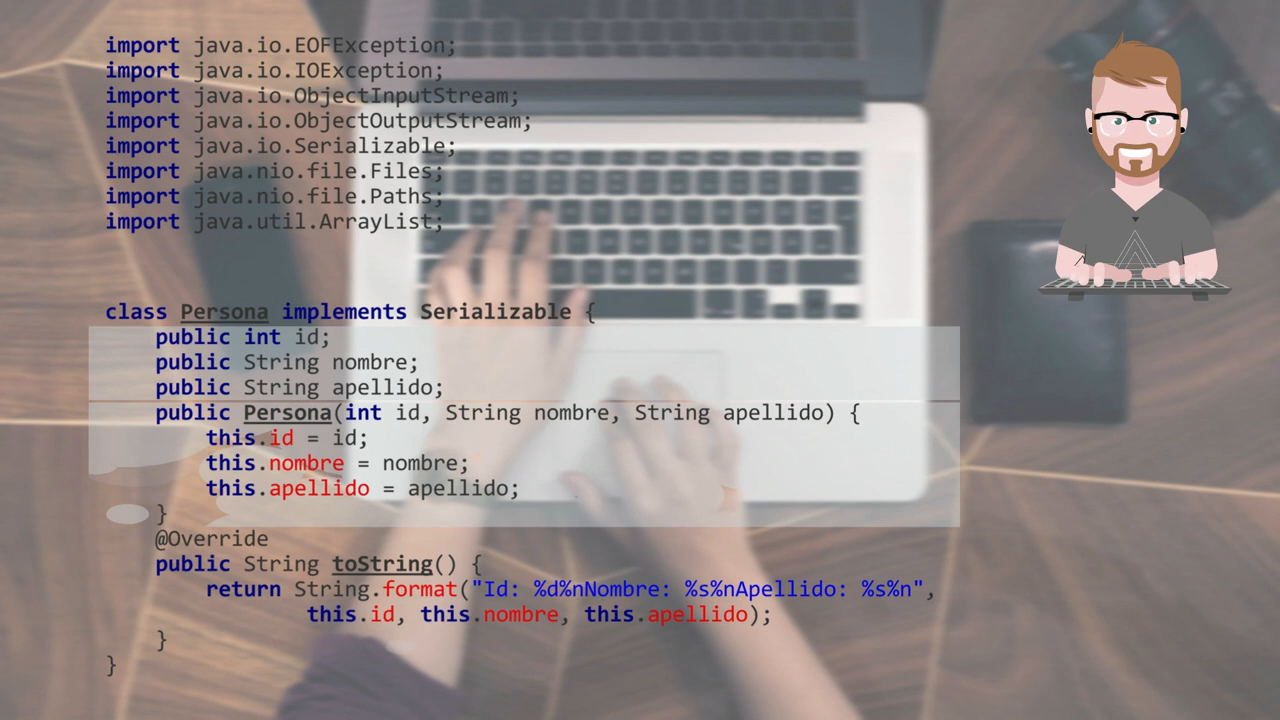 import java.io.EOFException;
import java.io.IOException;
import java.io.ObjectInputStream;
import java.io.ObjectOutputStream;
import java.io.Serializable;
import java.nio.file.Files;
import java.nio.file.Paths;
import java.util.ArrayList;
class Persona implements Serializable {
public int id;
public String nombre;
public String apellido;
public Persona(int id, String nombre, String apellido) {
this.id = id;
this.nombre = nombre;
this.apellido = apellido;
}
@Override
public String toString() {
return String.format("Id: %d%nNombre: %s%nApellido: %s%n",
this.id, this.nombre, this.apellido);
}
}